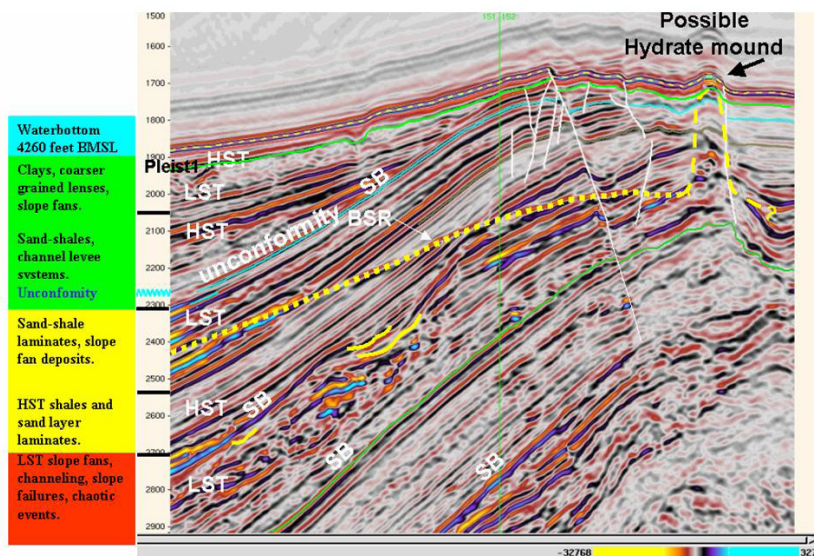 Possible
Hydrate mound
151 152
1500
1600
1700
1800
1900
2000
2100
2200
2300
2400
2500
2600
2700
2800
2900
Waterbottom
4260 feet BMSL
Clays, coarser
grained lenses,
slope fans.
Sand-shales,
channel levee
systems.
Unconfomity
Sand-shale
laminates, slope
fan deposits.
HST shales and
sand layer
laminates.
LST slope fans,
channeling, slope
failures, chaotic
events.
HST
Pleist1
LST
SB
HST
unconformity
BSR
?
LST
HST
SB
SB
SB
LST
-32768